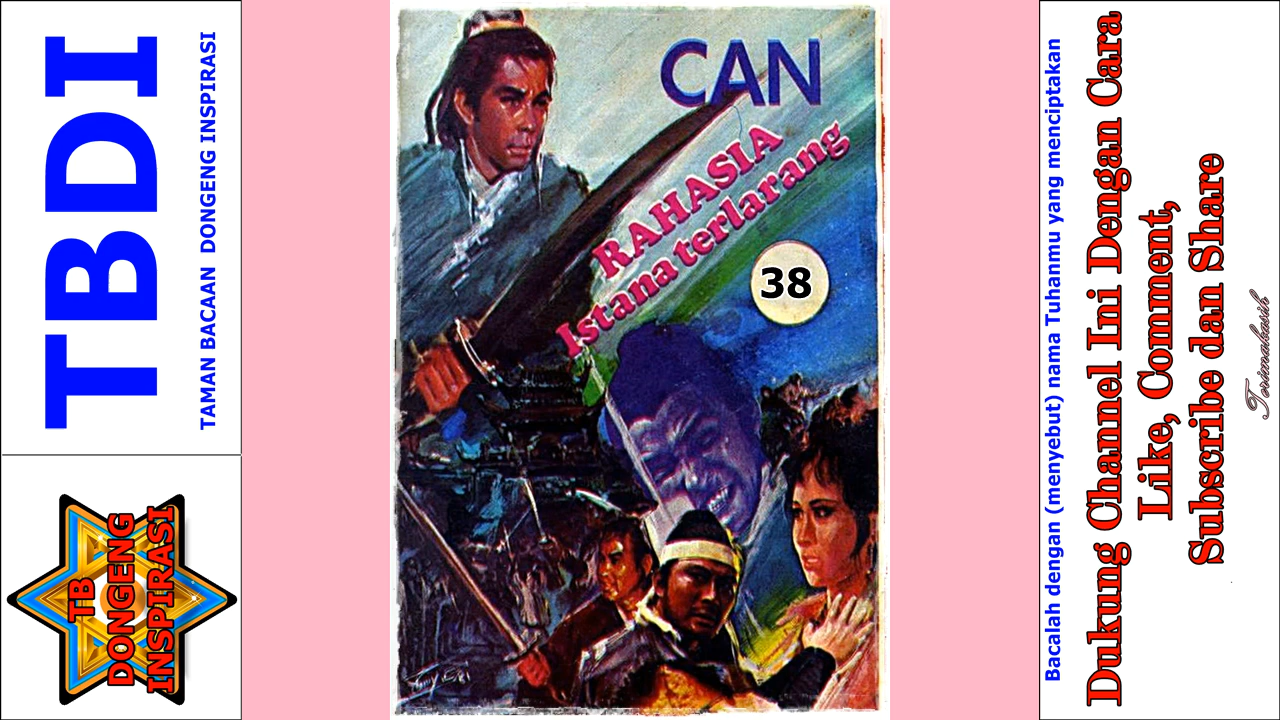 TBDI
TAMAN BACAAN DONGENG INSPIRASI
TB
DONGENG
INSPIRASI
CAN
RAHASIA
Istana terlarang
38
Bacalah dengan (menyebut) nama Tuhanmu yang menciptakan
Dukung Channel Ini Dengan Cara
Like, Comment,
Subscribe dan Share
Terimakasih